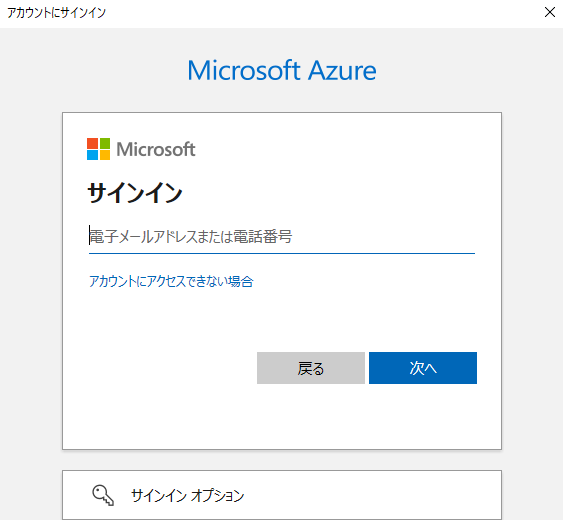 アカウントにサインイン
Microsoft Azure
Microsoft
サインイン
電子メールアドレスまたは電話番号
アカウントにアクセスできない場合
戻る
次へ
サインイン オプション